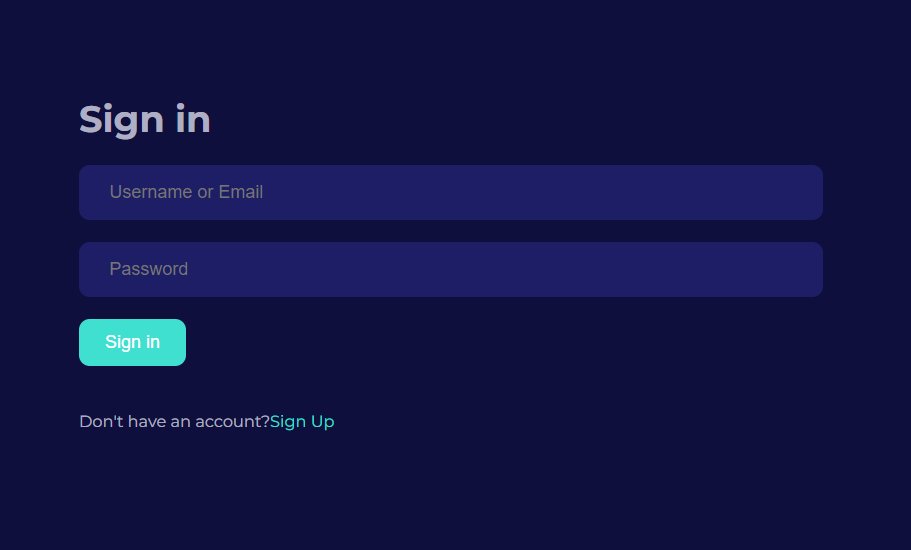 Sign in
Username or Email
Password
Sign in
Don't have an account?Sign Up